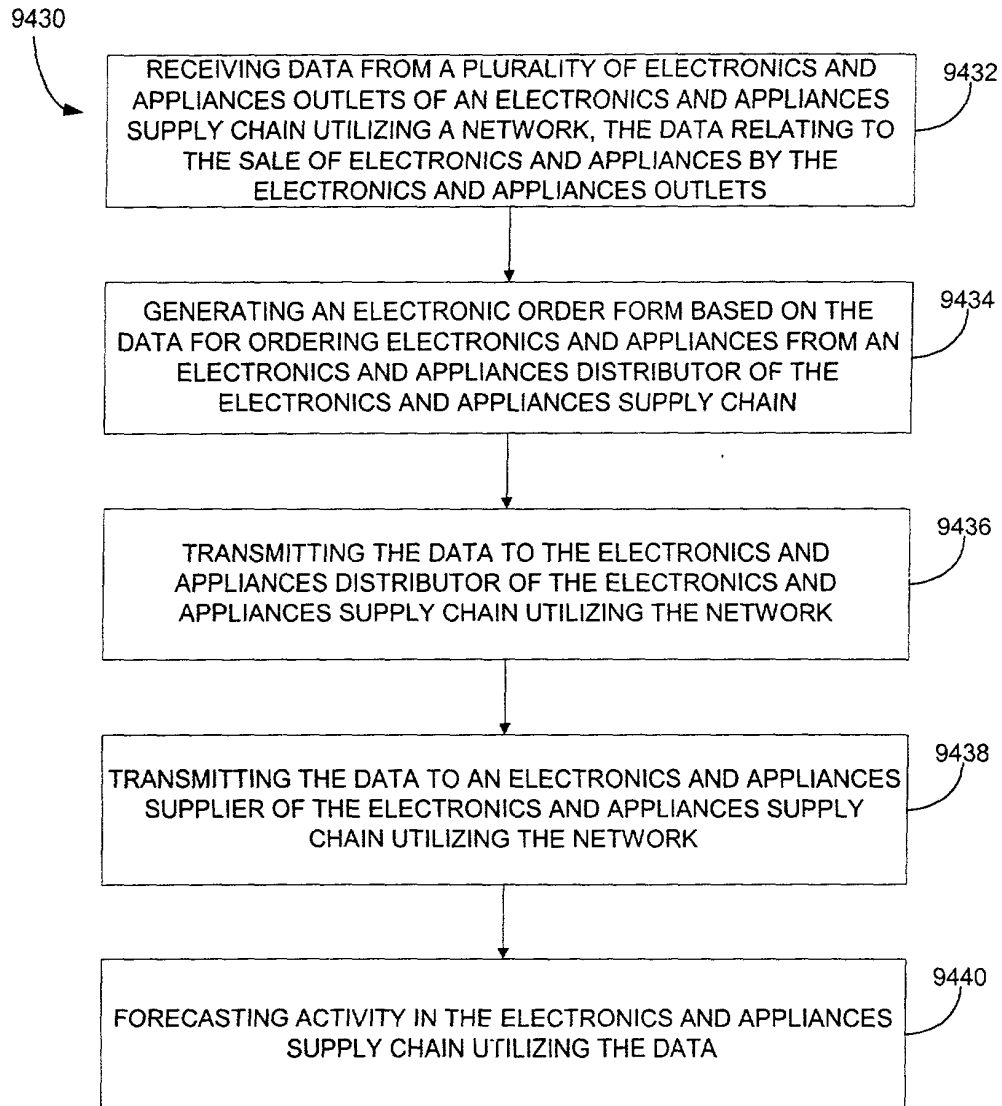 9430
RECEIVING DATA FROM A PLURALITY OF ELECTRONICS AND
APPLIANCES OUTLETS OF AN ELECTRONICS AND APPLIANCES
SUPPLY CHAIN UTILIZING A NETWORK, THE DATA RELATING TO
THE SALE OF ELECTRONICS AND APPLIANCES BY THE
ELECTRONICS AND APPLIANCES OUTLETS
9432
GENERATING AN ELECTRONIC ORDER FORM BASED ON THE
DATA FOR ORDERING ELECTRONICS AND APPLIANCES FROM AN
ELECTRONICS AND APPLIANCES DISTRIBUTOR OF THE
ELECTRONICS AND APPLIANCES SUPPLY CHAIN
9434
TRANSMITTING THE DATA TO THE ELECTRONICS AND
APPLIANCES DISTRIBUTOR OF THE ELECTRONICS AND
APPLIANCES SUPPLY CHAIN UTILIZING THE NETWORK
9436
TRANSMITTING THE DATA TO AN ELECTRONICS AND APPLIANCES
SUPPLIER OF THE ELECTRONICS AND APPLIANCES SUPPLY
CHAIN UTILIZING THE NETWORK
9438
FORECASTING ACTIVITY IN THE ELECTRONICS AND APPLIANCES
SUPPLY CHAIN UTILIZING THE DATA
9440